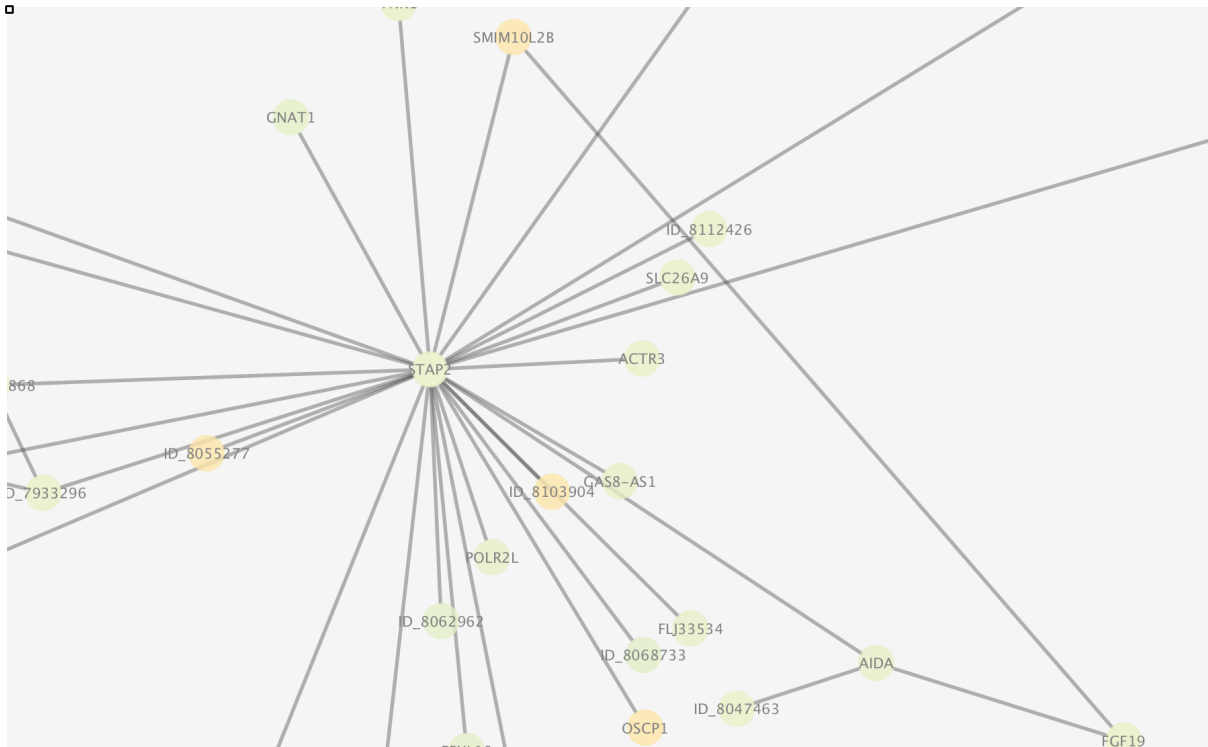 SMIM10L2B
GNAT1
ID_8112426
SLC26A9
ACTR3
STAP2
868
ID_8055277
D_7933296
GAS8-AS1
ID_8103904
POLR2L
ID_8062962
FLJ33534
ID_8068733
AIDA
ID_8047463
OSCP1
FGF19